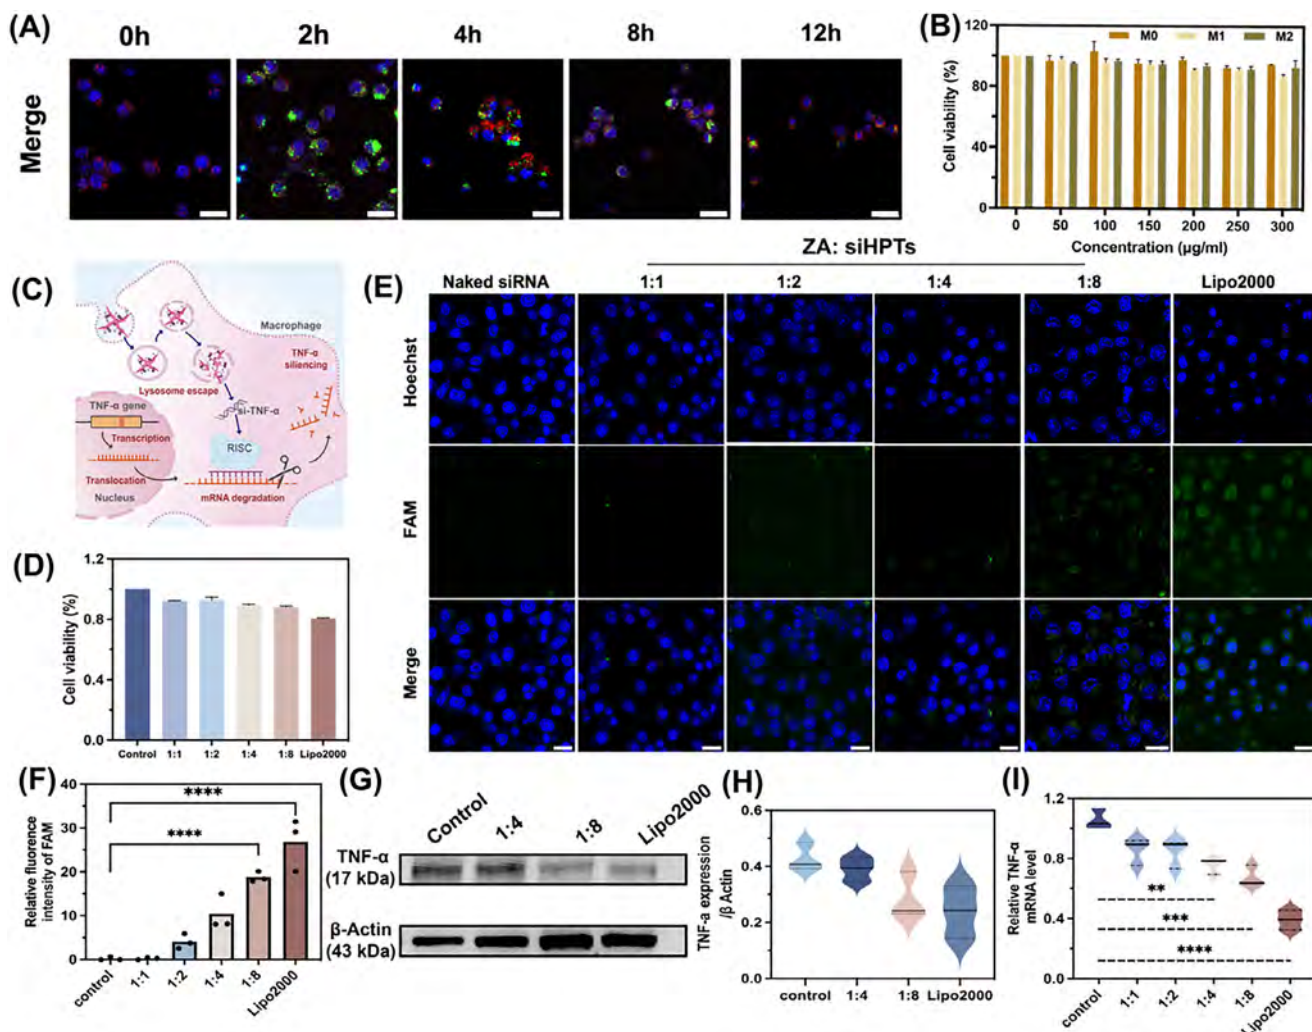 (A)
0h
2h
4h
8h
12h
Merge
(B)
M0
M1
M2
Cell viability (%)
120
80
40
0
0
50
100
150
200
250
300
Concentration (μg/ml)
(C)
Macrophage
TNF-α
siliencing
Lysosome escape
si-TNF-α
TNF-α gene
Transcription
RISC
Translocation
Nucleus
mRNA degradation
(D)
Cell viability (%)
1.2
0.8
0.4
0.0
Control
1:1
1:2
1:4
1:8
Lipo2000
ZA: siHPTs
(E)
Naked siRNA
1:1
1:2
1:4
1:8
Lipo2000
Hoechst
FAM
Merge
(F)
Relative fluorescence
intensity of FAM
40
30
20
10
0
****
****
control
1:1
1:2
1:4
1:8
Lipo2000
(G)
Control
1:4
1:8
Lipo2000
TNF-α
(17 kDa)
β-Actin
(43 kDa)
(H)
TNF-a expression
/β Actin
0.6
0.4
0.2
0.0
control
1:4
1:8
Lipo2000
(I)
Relative TNF-α
mRNA level
1.2
0.8
0.4
0.0
**
***
****
control
1:1
1:2
1:4
1:8
Lipo2000